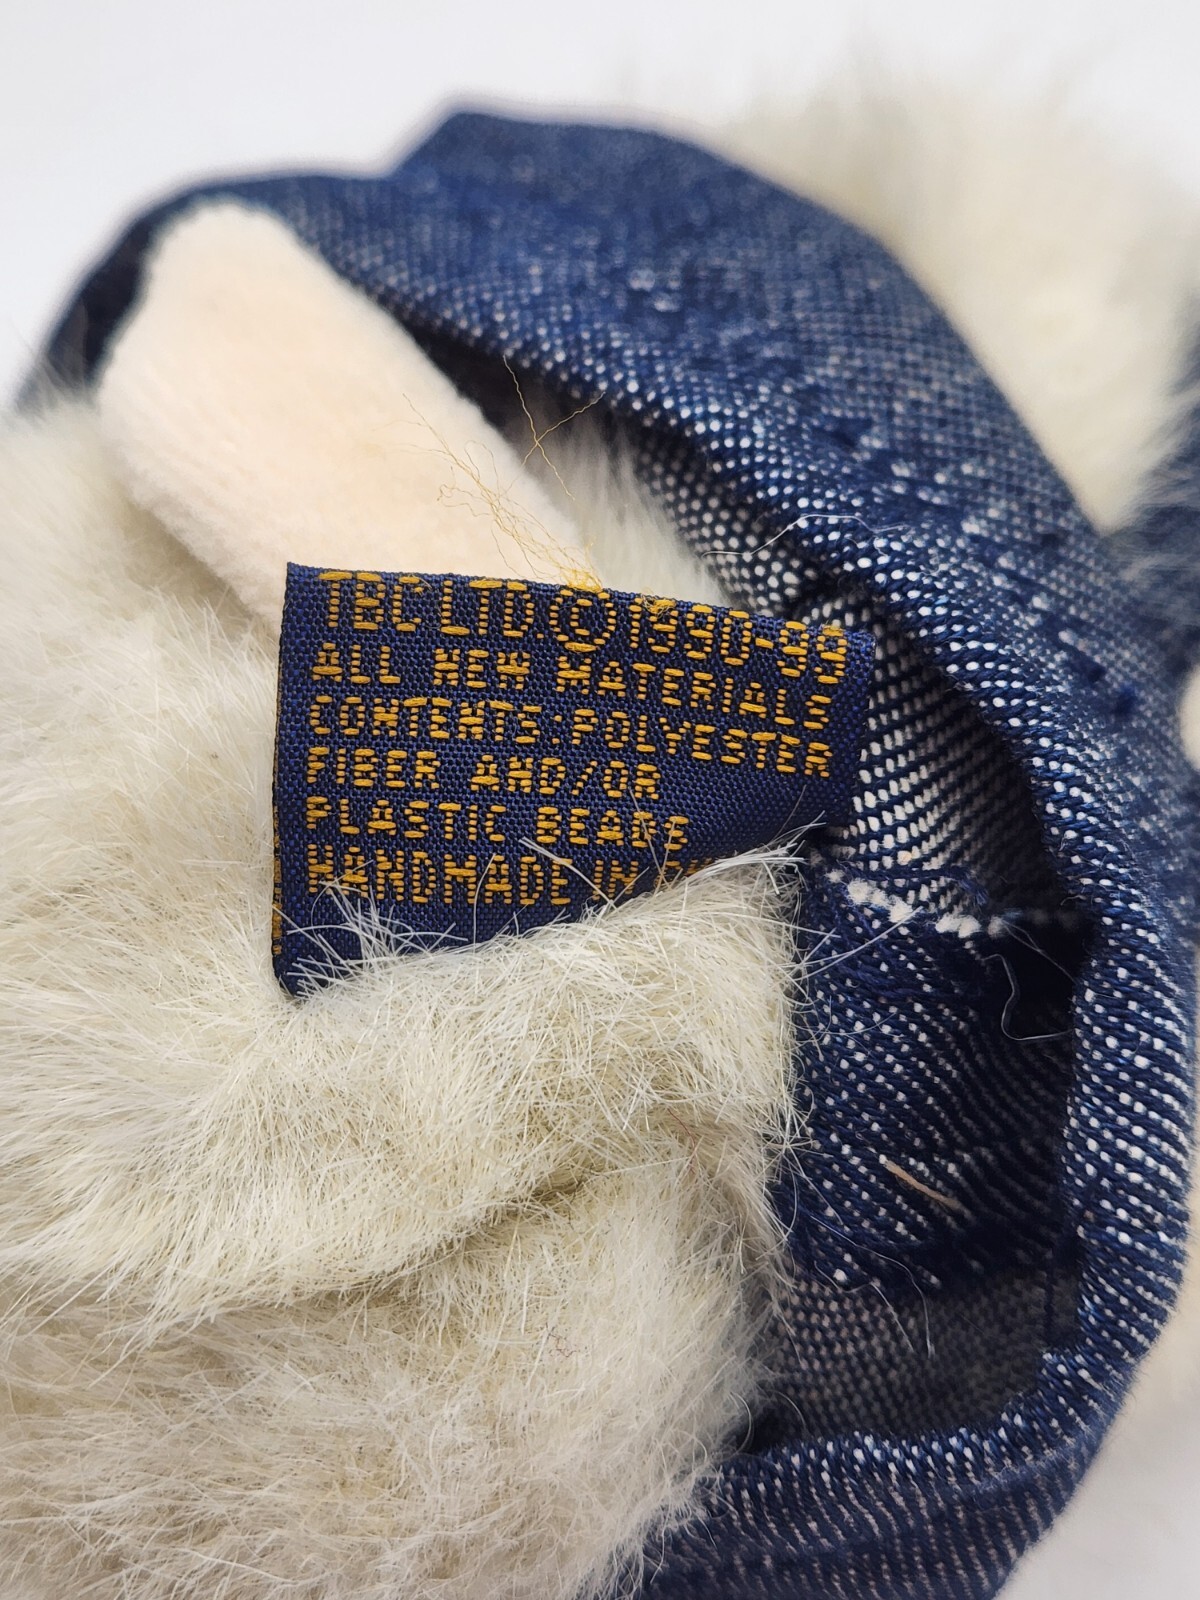 TBC LTD. © 1990-99
ALL NEW MATERIALS
CONTENTS: POLYESTER
FIBER AND/OR
PLASTIC BEADS
HANDMADE IN